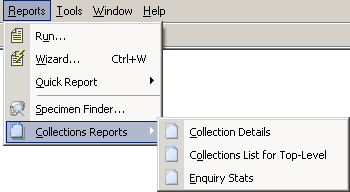 Reports Tools Window Help
Run...
Wizard... Ctrl+W
Quick Report
Specimen Finder...
Collections Reports
Collection Details
Collections List for Top-Level
Enquiry Stats